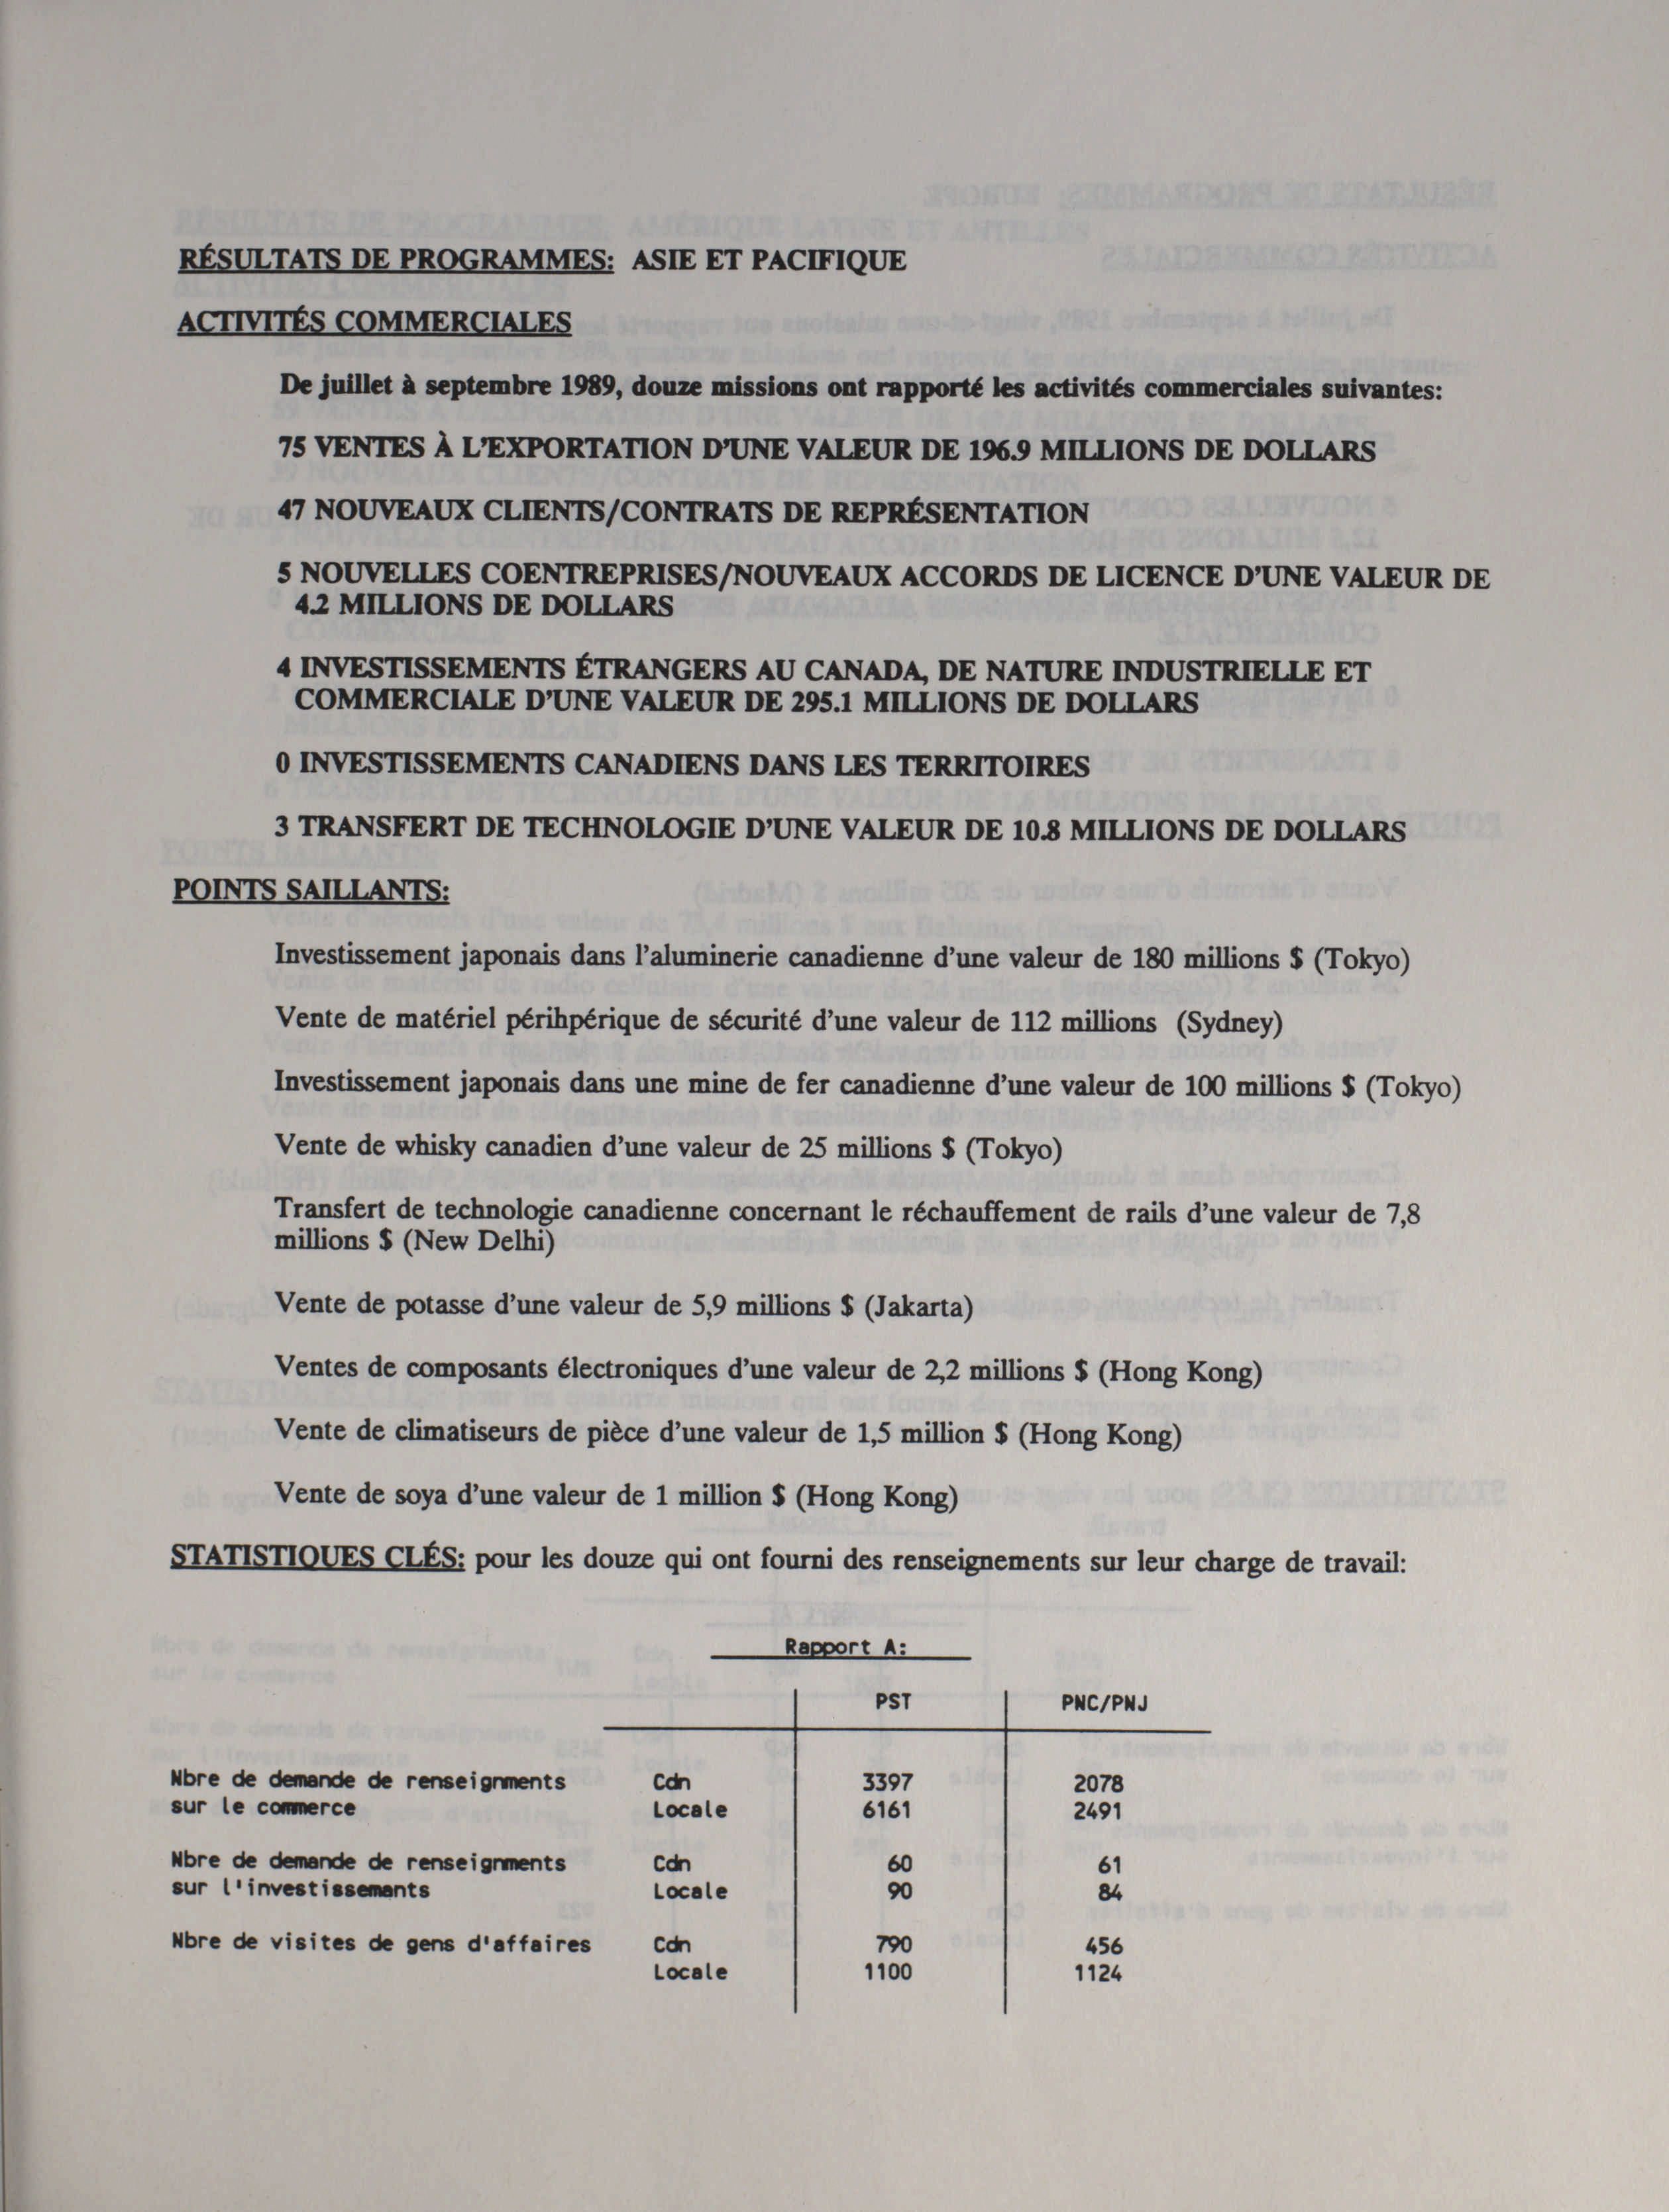 RÉSULTATS DE PROGRAMMES: ASIE ET PACIFIQUE
ACTIVITÉS COMMERCIALES
De juillet à septembre 1989, douze missions ont rapporté les activités commerciales suivantes:
75 VENTES À L'EXPORTATION D'UNE VALEUR DE 196.9 MILLIONS DE DOLLARS
47 NOUVEAUX CLIENTS/CONTRATS DE REPRÉSENTATION
5 NOUVELLES COENTREPRISES/NOUVEAUX ACCORDS DE LICENCE D'UNE VALEUR DE
4.2 MILLIONS DE DOLLARS
4 INVESTISSEMENTS ÉTRANGERS AU CANADA, DE NATURE INDUSTRIELLE ET
COMMERCIALE D'UNE VALEUR DE 295.1 MILLIONS DE DOLLARS
0 INVESTISSEMENTS CANADIENS DANS LES TERRITOIRES
3 TRANSFERT DE TECHNOLOGIE D'UNE VALEUR DE 10.8 MILLIONS DE DOLLARS
POINTS SAILLANTS:
Investissement japonais dans l'aluminerie canadienne d'une valeur de 180 millions $ (Tokyo)
Vente de matériel périhpérique de sécurité d'une valeur de 112 millions (Sydney)
Investissement japonais dans une mine de fer canadienne d'une valeur de 100 millions $ (Tokyo)
Vente de whisky canadien d'une valeur de 25 millions $ (Tokyo)
Transfert de technologie canadienne concernant le réchauffement de rails d'une valeur de 7,8
millions $ (New Delhi)
Vente de potasse d'une valeur de 5,9 millions $ (Jakarta)
Ventes de composants électroniques d'une valeur de 2,2 millions $ (Hong Kong)
Vente de climatiseurs de pièce d'une valeur de 1,5 million $ (Hong Kong)
Vente de soya d'une valeur de 1 million $ (Hong Kong)
STATISTIQUES CLÉS: pour les douze qui ont fourni des renseignements sur leur charge de travail:
Rapport A:
PST PNC/PNJ
Nbre de demande de renseignments Cdn 3397 2078
sur le commerce Locale 6161 2491
Nbre de demande de renseignments Cdn 60 61
sur l'investissements Locale 90 84
Nbre de visites de gens d'affaires Cdn 790 456
Locale 1100 1124